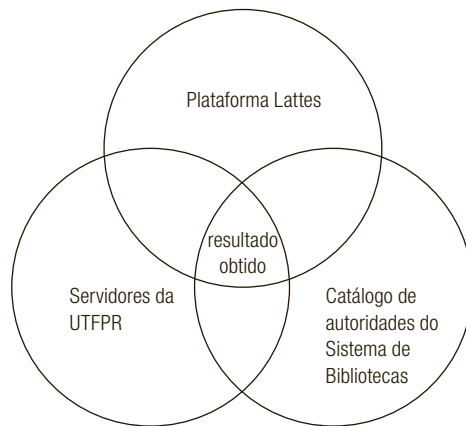 Plataforma Lattes
resultado
obtido
Servidores da
UTFPR
Catálogo de
autoridades do
Sistema de
Bibliotecas